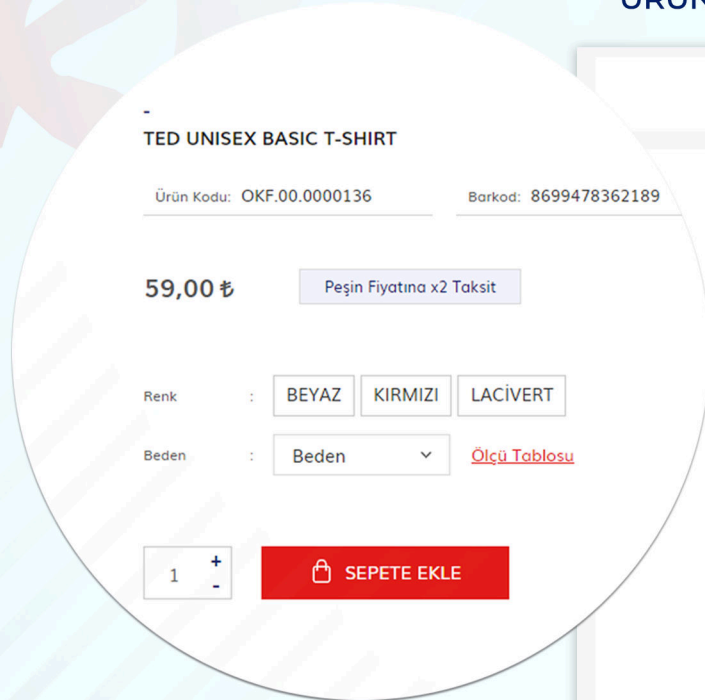 -
TED UNISEX BASIC T-SHIRT
Ürün Kodu: OKF.00.0000136 Barkod: 8699478362189
59,00 ₺ Peşin Fiyatına x2 Taksit
Renk : BEYAZ KIRMIZI LACİVERT
Beden : Beden Ölçü Tablosu
1 + - SEPETE EKLE